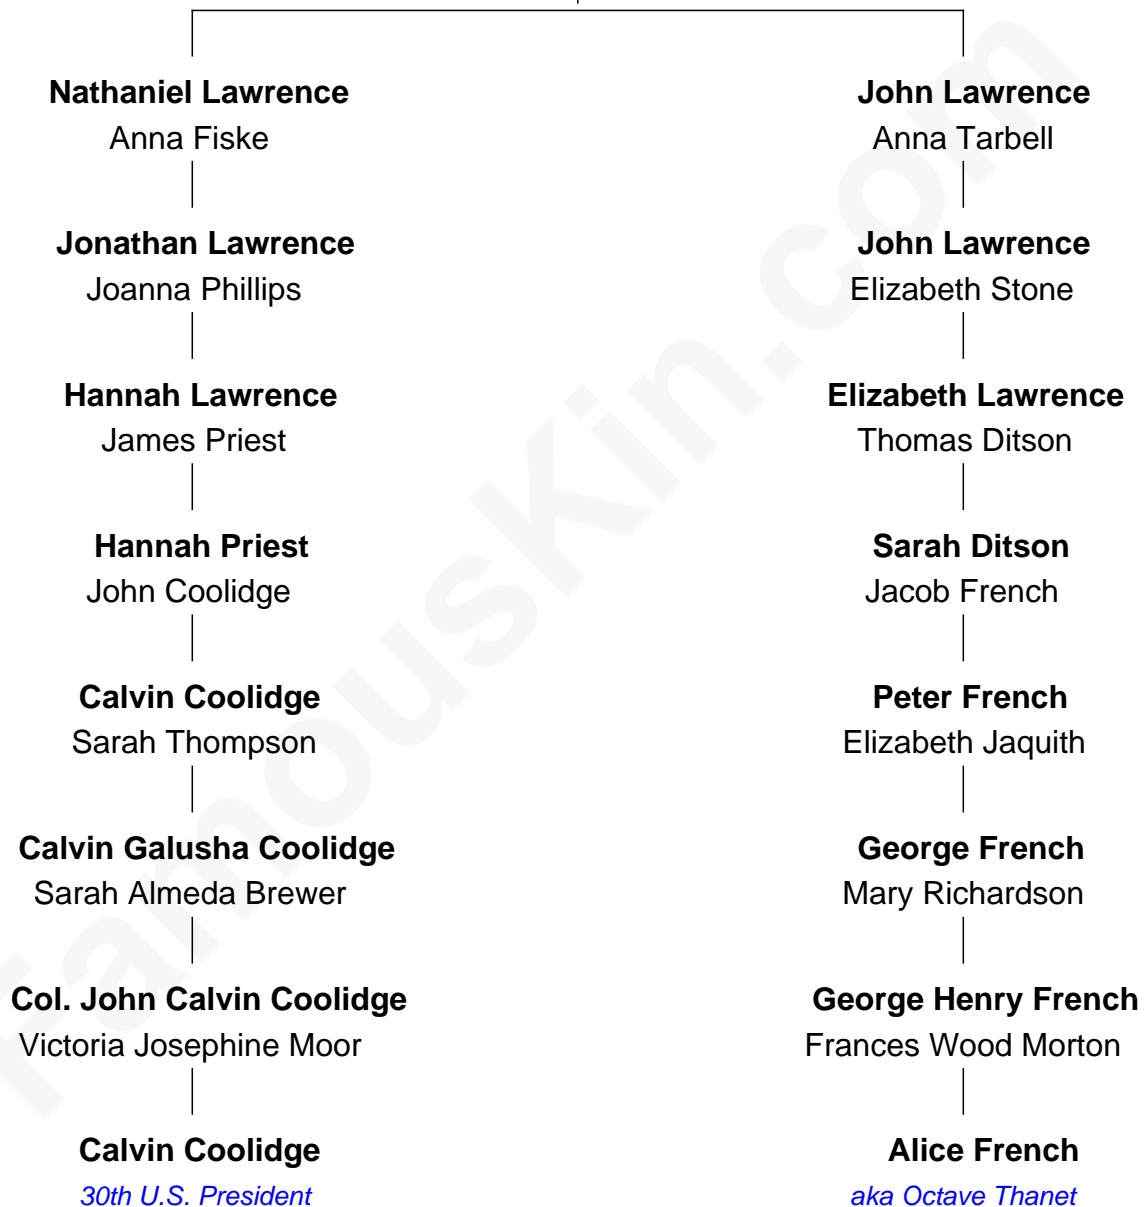 Nathaniel Lawrence
Anna Fiske
Jonathan Lawrence
Joanna Phillips
Hannah Lawrence
James Priest
Hannah Priest
John Coolidge
Calvin Coolidge
Sarah Thompson
Calvin Galusha Coolidge
Sarah Almeda Brewer
Col. John Calvin Coolidge
Victoria Josephine Moor
Calvin Coolidge
30th U.S. President
John Lawrence
Anna Tarbell
John Lawrence
Elizabeth Stone
Elizabeth Lawrence
Thomas Ditson
Sarah Ditson
Jacob French
Peter French
Elizabeth Jaquith
George French
Mary Richardson
George Henry French
Frances Wood Morton
Alice French
aka Octave Thanet
FamousKin.com